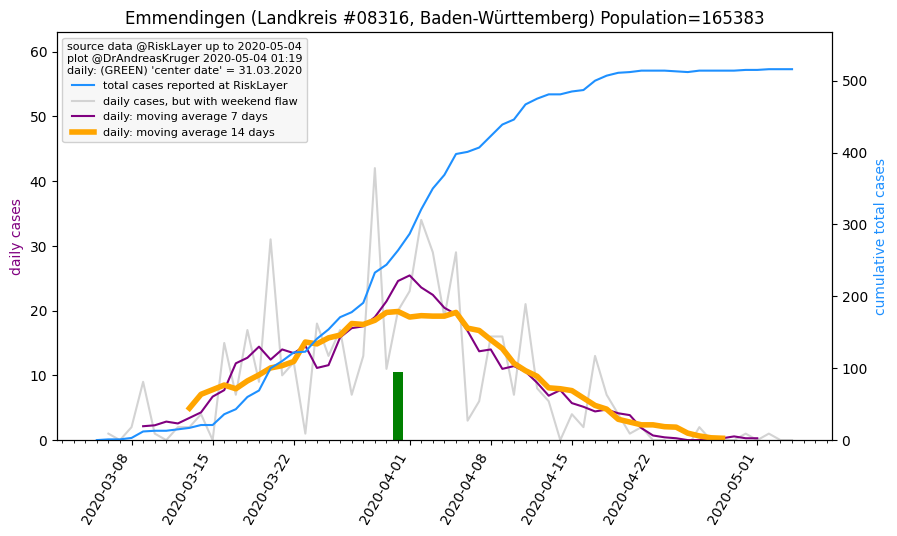 Emmendingen (Landkreis #08316, Baden-Württemberg) Population=165383
source data @RiskLayer up to 2020-05-04
plot @DrAndreasKruger 2020-05-04 01:19
daily: (GREEN) 'center date' = 31.03.2020
total cases reported at RiskLayer
daily cases, but with weekend flaw
daily: moving average 7 days
daily: moving average 14 days
daily cases
60
50
40
30
20
10
0
cumulative total cases
500
400
300
200
100
0
2020-03-08
2020-03-15
2020-03-22
2020-04-01
2020-04-08
2020-04-15
2020-04-22
2020-05-01